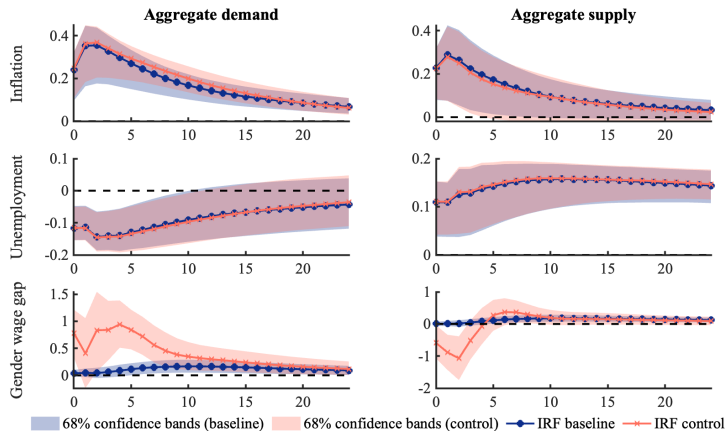 Aggregate demand
Aggregate supply
Inflation
0.4
0.2
0
0 5 10 15 20
0.4
0.2
0
0 5 10 15 20
Unemployment
0.1
0
-0.1
-0.2
0 5 10 15 20
0.2
0.1
0
0 5 10 15 20
Gender wage gap
1.5
1
0.5
0
0 5 10 15 20
1
0
-1
-2
0 5 10 15 20
68% confidence bands (baseline) 68% confidence bands (control) IRF baseline IRF control